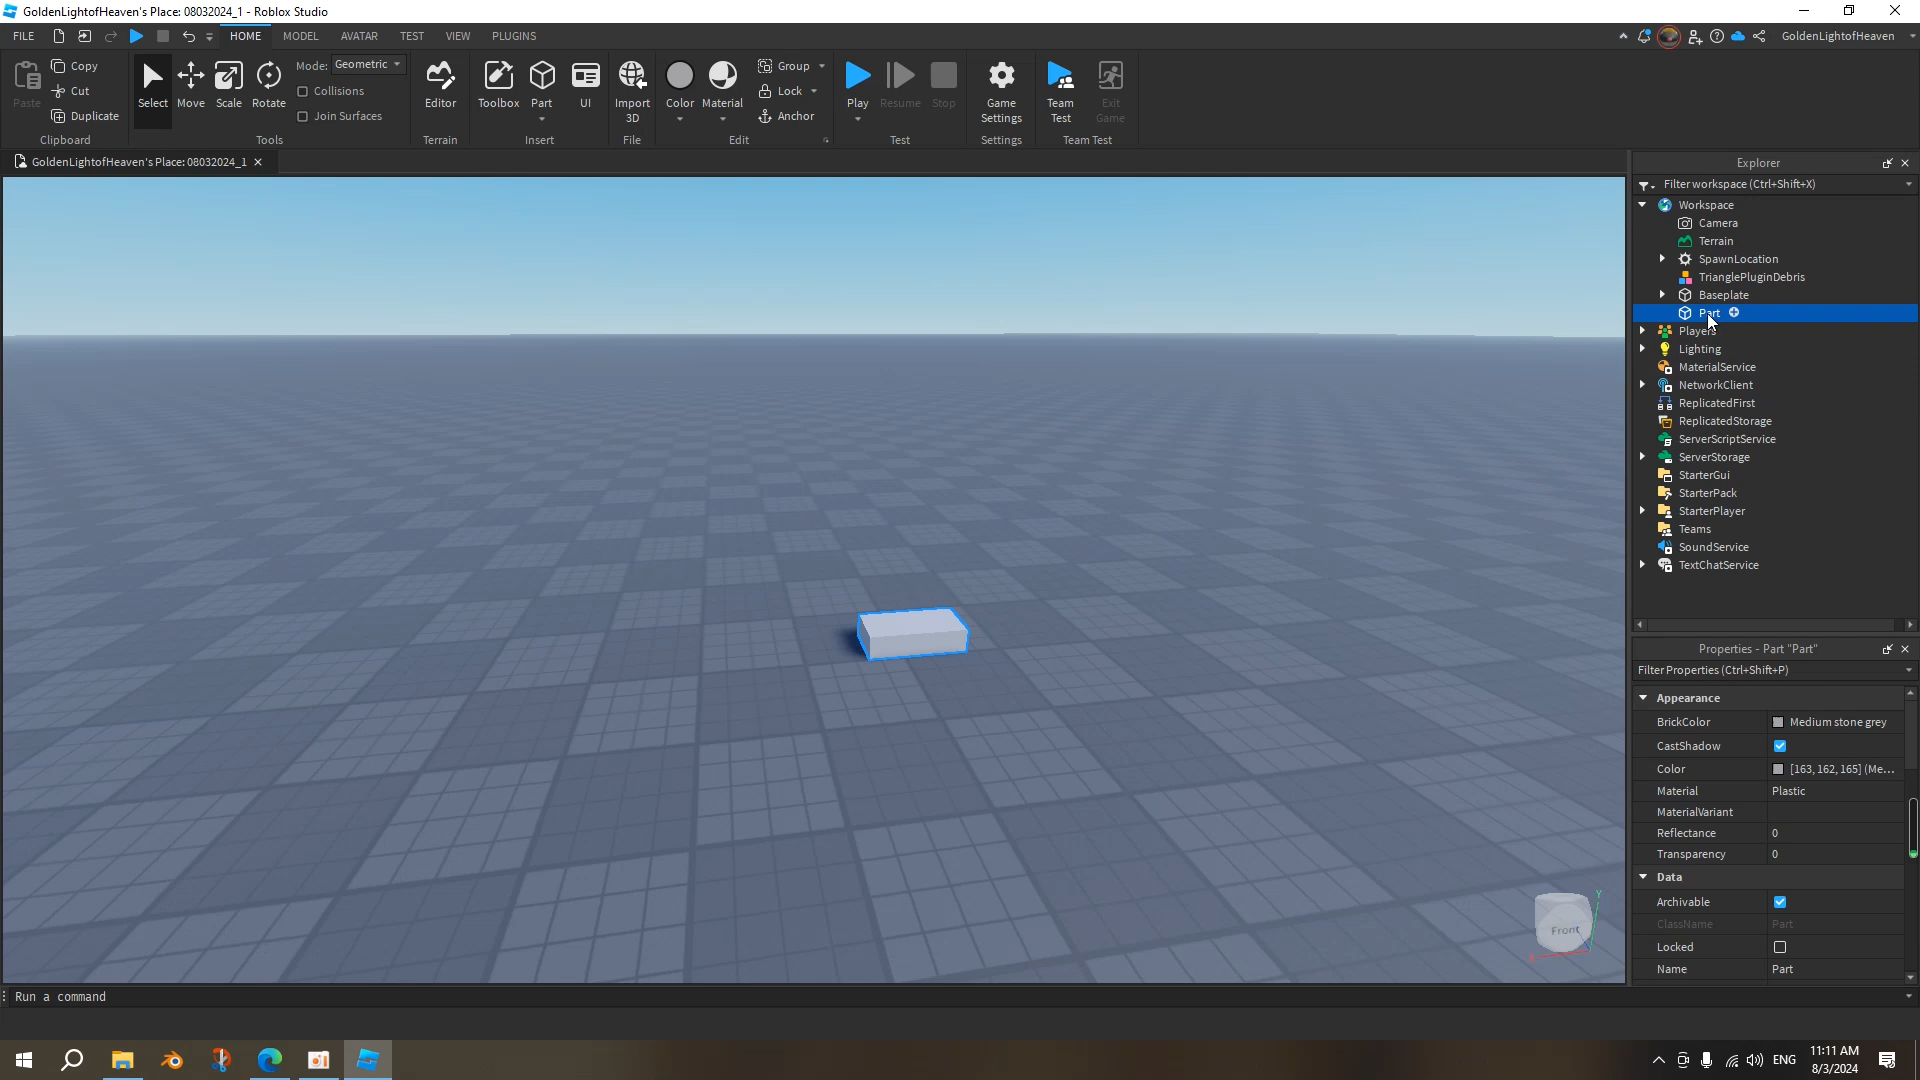 GoldenLightofHeaven's Place: 08032024_1 - Roblox Studio
FILE HOME MODEL AVATAR TEST VIEW PLUGINS GoldenLightofHeaven
Paste Copy Cut Duplicate Clipboard
Select Move Scale Rotate Mode: Geometric Collisions Join Surfaces Tools
Editor Terrain
Toolbox Part UI Insert
Import 3D File
Color Material Group Lock Anchor Edit
Play Resume Stop Test
Game Settings Settings
Team Test Exit Game Team Test
GoldenLightofHeaven's Place: 08032024_1
Explorer
Filter workspace (Ctrl+Shift+X)
Workspace
Camera
Terrain
SpawnLocation
TrianglePluginDebris
Baseplate
Part
Players
Lighting
MaterialService
NetworkClient
ReplicatedFirst
ReplicatedStorage
ServerScriptService
ServerStorage
StarterGui
StarterPack
StarterPlayer
Teams
SoundService
TextChatService
Properties - Part "Part"
Filter Properties (Ctrl+Shift+P)
Appearance
BrickColor Medium stone grey
CastShadow
Color [163, 162, 165] (Me...
Material Plastic
MaterialVariant
Reflectance 0
Transparency 0
Data
Archivable
ClassName Part
Locked
Name Part
Front
X
Y
Run a command
ENG
11:11 AM
8/3/2024